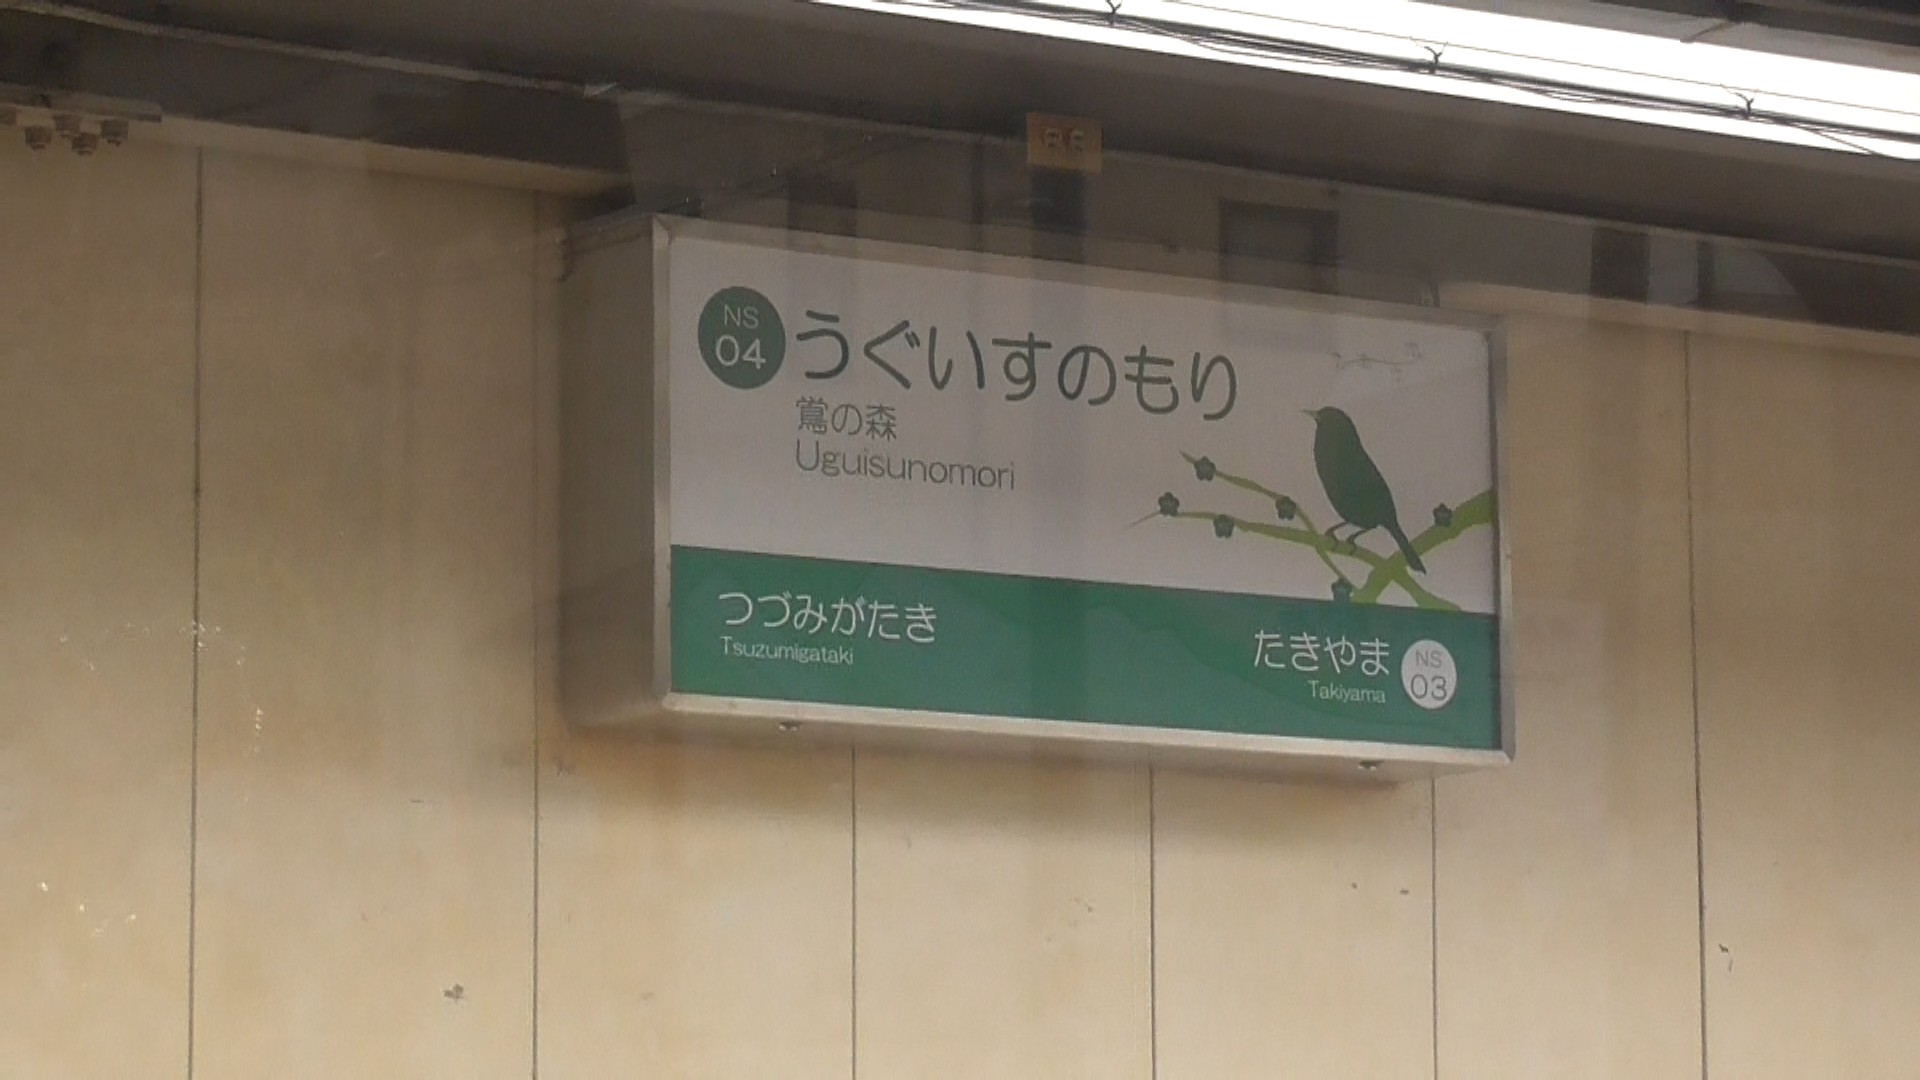 NS
04
うぐいすのもり
鶯の森
Uguisunomori
つづみがたき
Tsuzumigataki
たきやま
Takiyama
NS
03